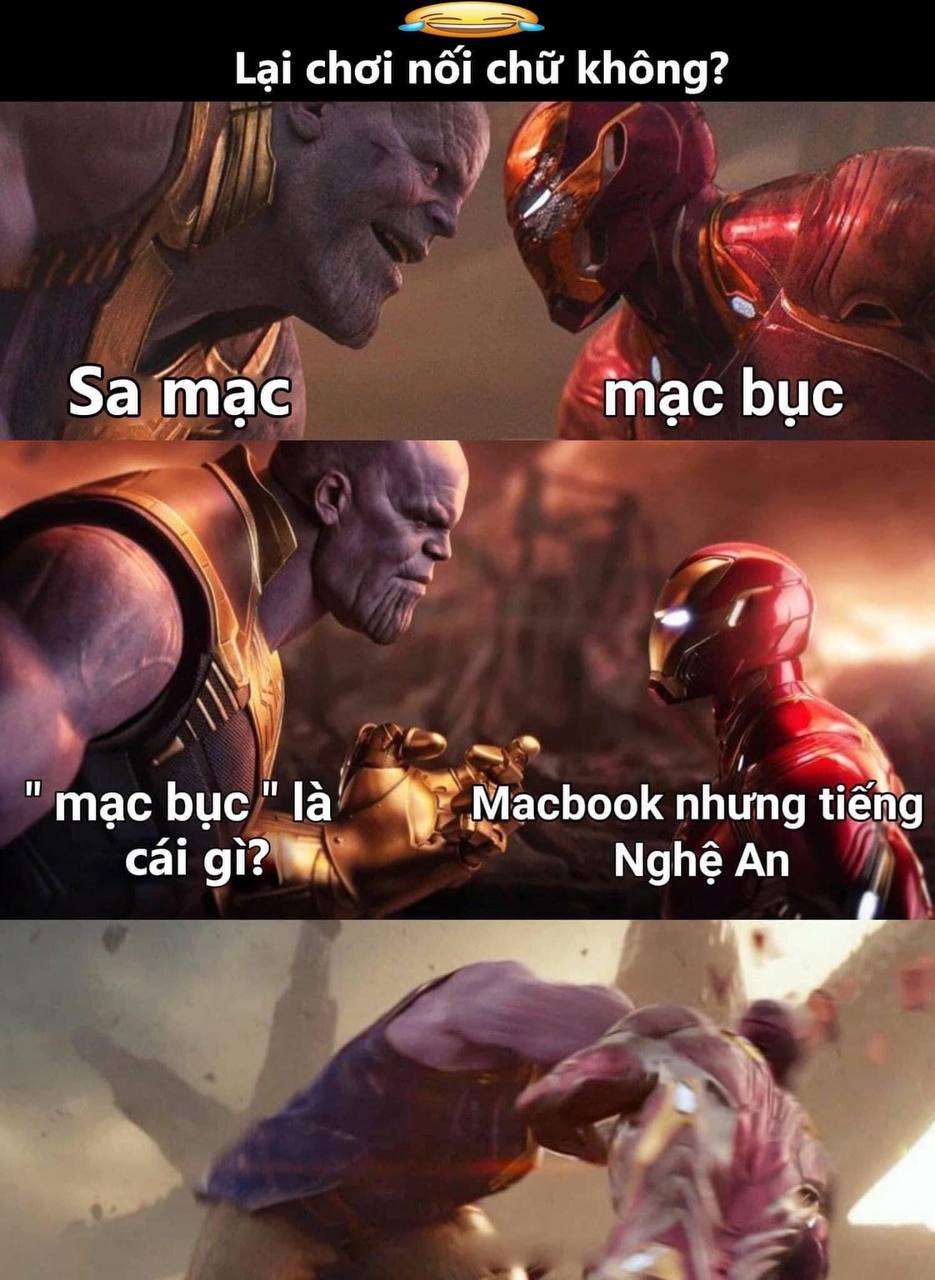 Lại chơi nối chữ không?
Sa mạc
mạc bục
" mạc bục " là
cái gì?
Macbook nhưng tiếng
Nghệ An